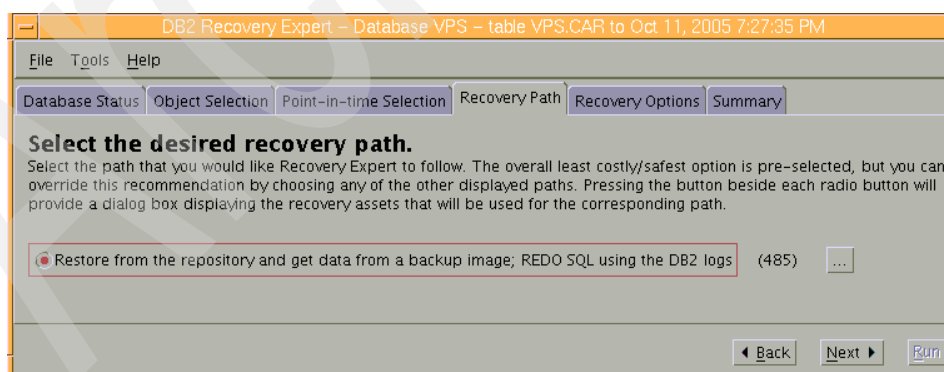 DB2 Recovery Expert – Database VPS – table VPS.CAR to Oct 11, 2005 7:27:35 PM
File Tools Help
Database Status Object Selection Point-in-time Selection Recovery Path Recovery Options Summary
Select the desired recovery path.
Select the path that you would like Recovery Expert to follow. The overall least costly/safest option is pre-selected, but you can
override this recommendation by choosing any of the other displayed paths. Pressing the button beside each radio button will
provide a dialog box displaying the recovery assets that will be used for the corresponding path.
Restore from the repository and get data from a backup image; REDO SQL using the DB2 logs (485) ...
Back Next Run